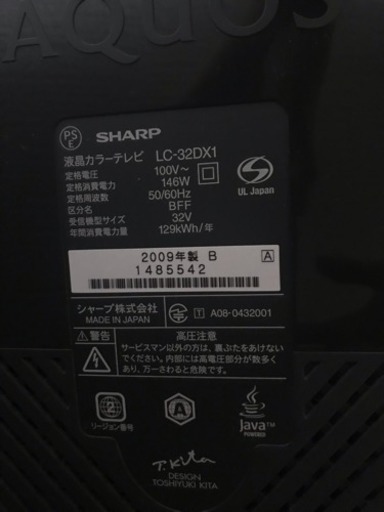 AQUOS
PS
E
SHARP
液晶カラーテレビ LC-32DX1
定格電圧 100V~
定格消費電力 146W
定格周波数 50/60Hz
区分名 BFF
受信機型サイズ 32V
年間消費電力量 129kWh/年
S
UL Japan
2009年製 B
A
1485542
シャープ株式会社
MADE IN JAPAN
T A08-0432001
警告 高圧注意
サービスマン以外の方は、裏ぶたをあけない
でください。内部には高電圧部分が数多く
あり、万一さわると危険です。
2
リージョン番号
A
Java
POWERED
T. Kita
DESIGN
TOSHIYUKI KITA